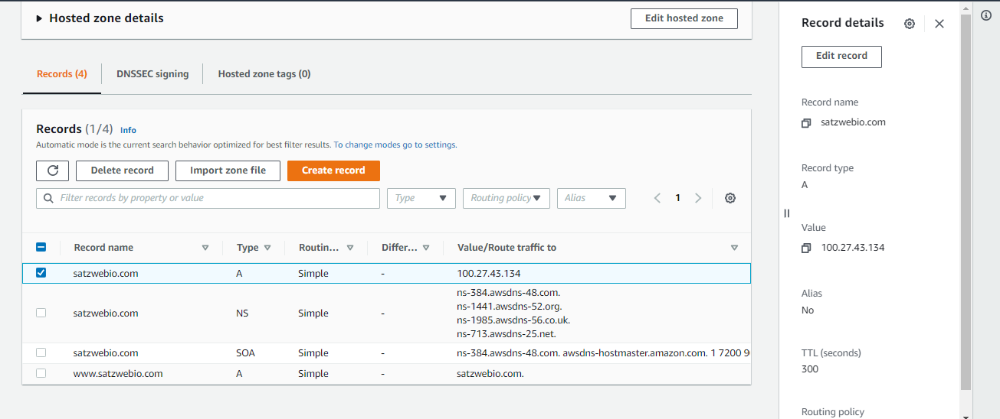 Hosted zone details
Edit hosted zone
Records (4)
DNSSEC signing
Hosted zone tags (0)
Records (1/4) Info
Automatic mode is the current search behavior optimized for best filter results. To change modes go to settings.
Delete record
Import zone file
Create record
Filter records by property or value
Type
Routing policy
Alias
1
Record name Type Routin... Differ... Value/Route traffic to
satzwebio.com A Simple - 100.27.43.134
satzwebio.com NS Simple - ns-384.awsdns-48.com.
ns-1441.awsdns-52.org.
ns-1985.awsdns-56.co.uk.
ns-713.awsdns-25.net.
satzwebio.com SOA Simple - ns-384.awsdns-48.com. awsdns-hostmaster.amazon.com. 1 7200
www.satzwebio.com A Simple - satzwebio.com.
Record details
Edit record
Record name
satzwebio.com
Record type
A
Value
100.27.43.134
Alias
No
TTL (seconds)
300
Routing policy